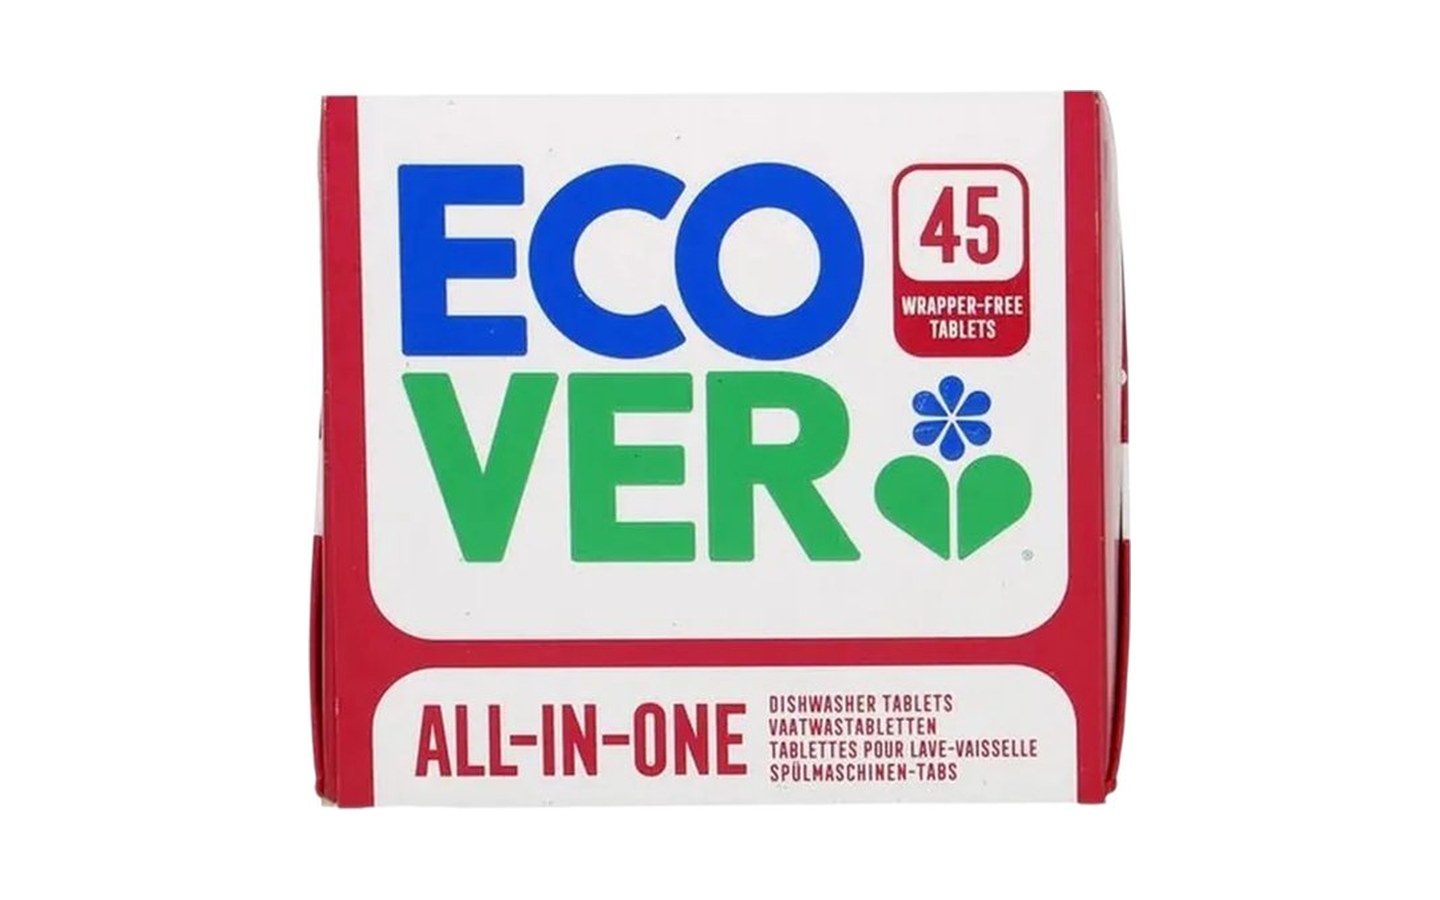 ECO
VER
45
WRAPPER-FREE
TABLETS
®
ALL-IN-ONE
DISHWASHER TABLETS
VAATWASTABLETTEN
TABLETTES POUR LAVE-VAISSELLE
SPÜLMASCHINEN-TABS